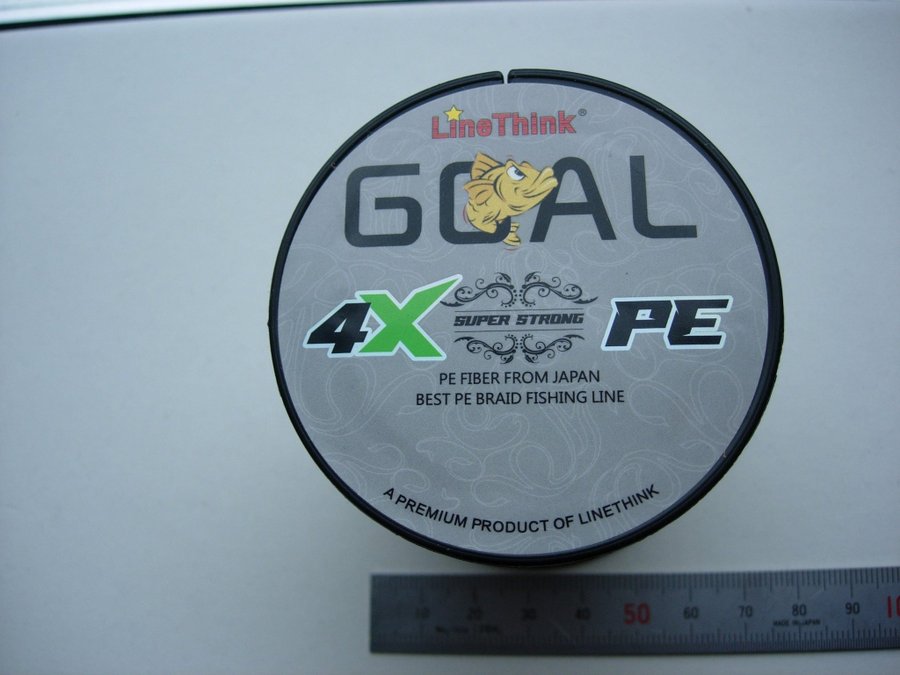 LineThink®
GOAL
4X SUPER STRONG PE
PE FIBER FROM JAPAN
BEST PE BRAID FISHING LINE
A PREMIUM PRODUCT OF LINETHINK
10 20 30 40 50 60 70 80 90
MADE IN JAPAN